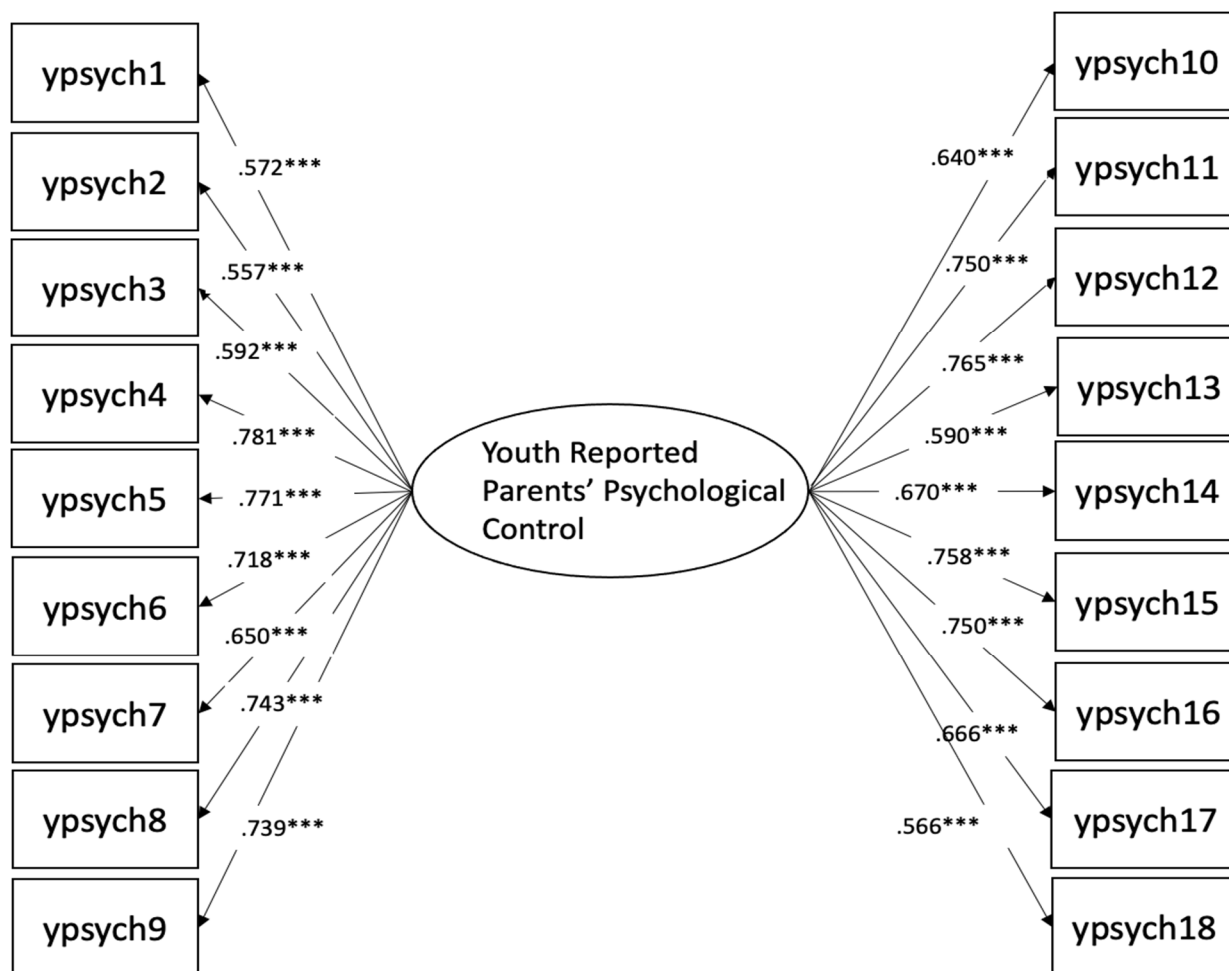 ypsych1
ypsych2
ypsych3
ypsych4
ypsych5
ypsych6
ypsych7
ypsych8
ypsych9
.572***
.557***
.592***
.781***
.771***
.718***
.650***
.743***
.739***
Youth Reported
Parents’ Psychological
Control
.640***
.750***
.765***
.590***
.670***
.758***
.750***
.666***
.566***
ypsych10
ypsych11
ypsych12
ypsych13
ypsych14
ypsych15
ypsych16
ypsych17
ypsych18